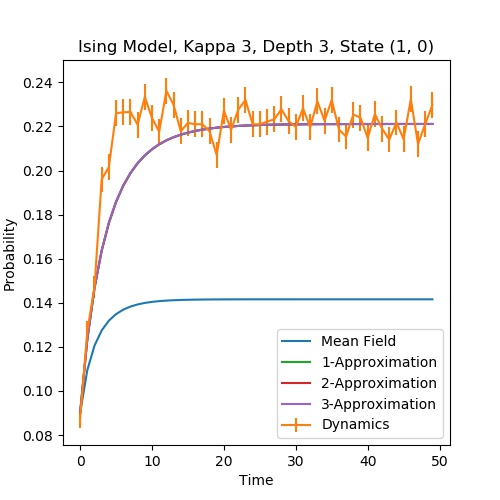 Ising Model, Kappa 3, Depth 3, State (1, 0)
0.24
0.22
0.20
0.18
0.16
0.14
0.12
0.10
0.08
Probability
Mean Field
1-Approximation
2-Approximation
3-Approximation
Dynamics
0 10 20 30 40 50
Time